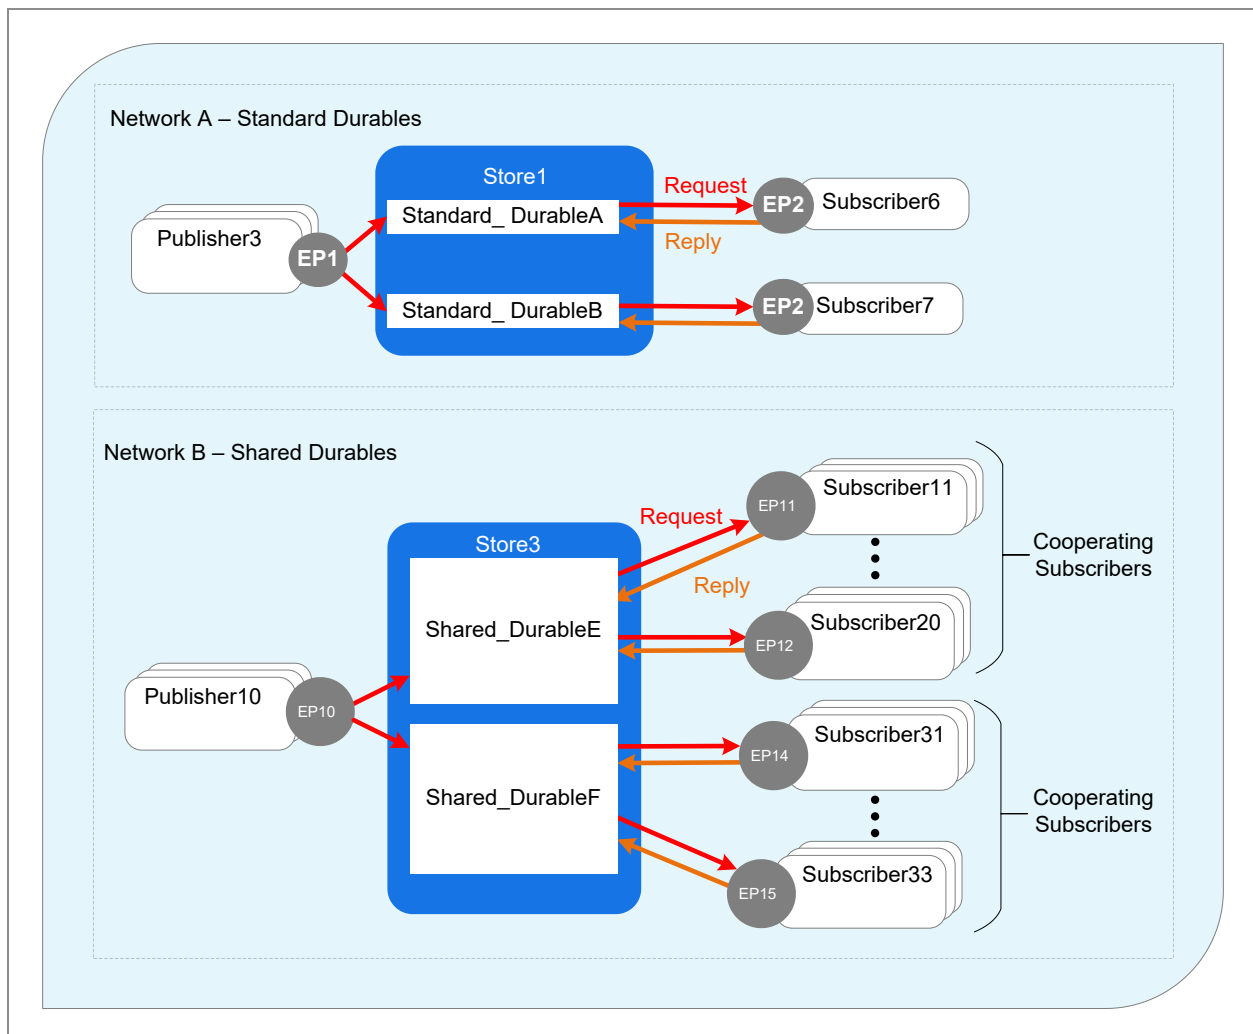 Network A – Standard Durables
Store1
Publisher3
EP1
Standard_ DurableA
Request
Reply
EP2
Subscriber6
Standard_ DurableB
EP2
Subscriber7
Network B – Shared Durables
Store3
Publisher10
EP10
Shared_DurableE
Request
Reply
EP11
Subscriber11
EP12
Subscriber20
Cooperating
Subscribers
Shared_DurableF
EP14
Subscriber31
EP15
Subscriber33
Cooperating
Subscribers